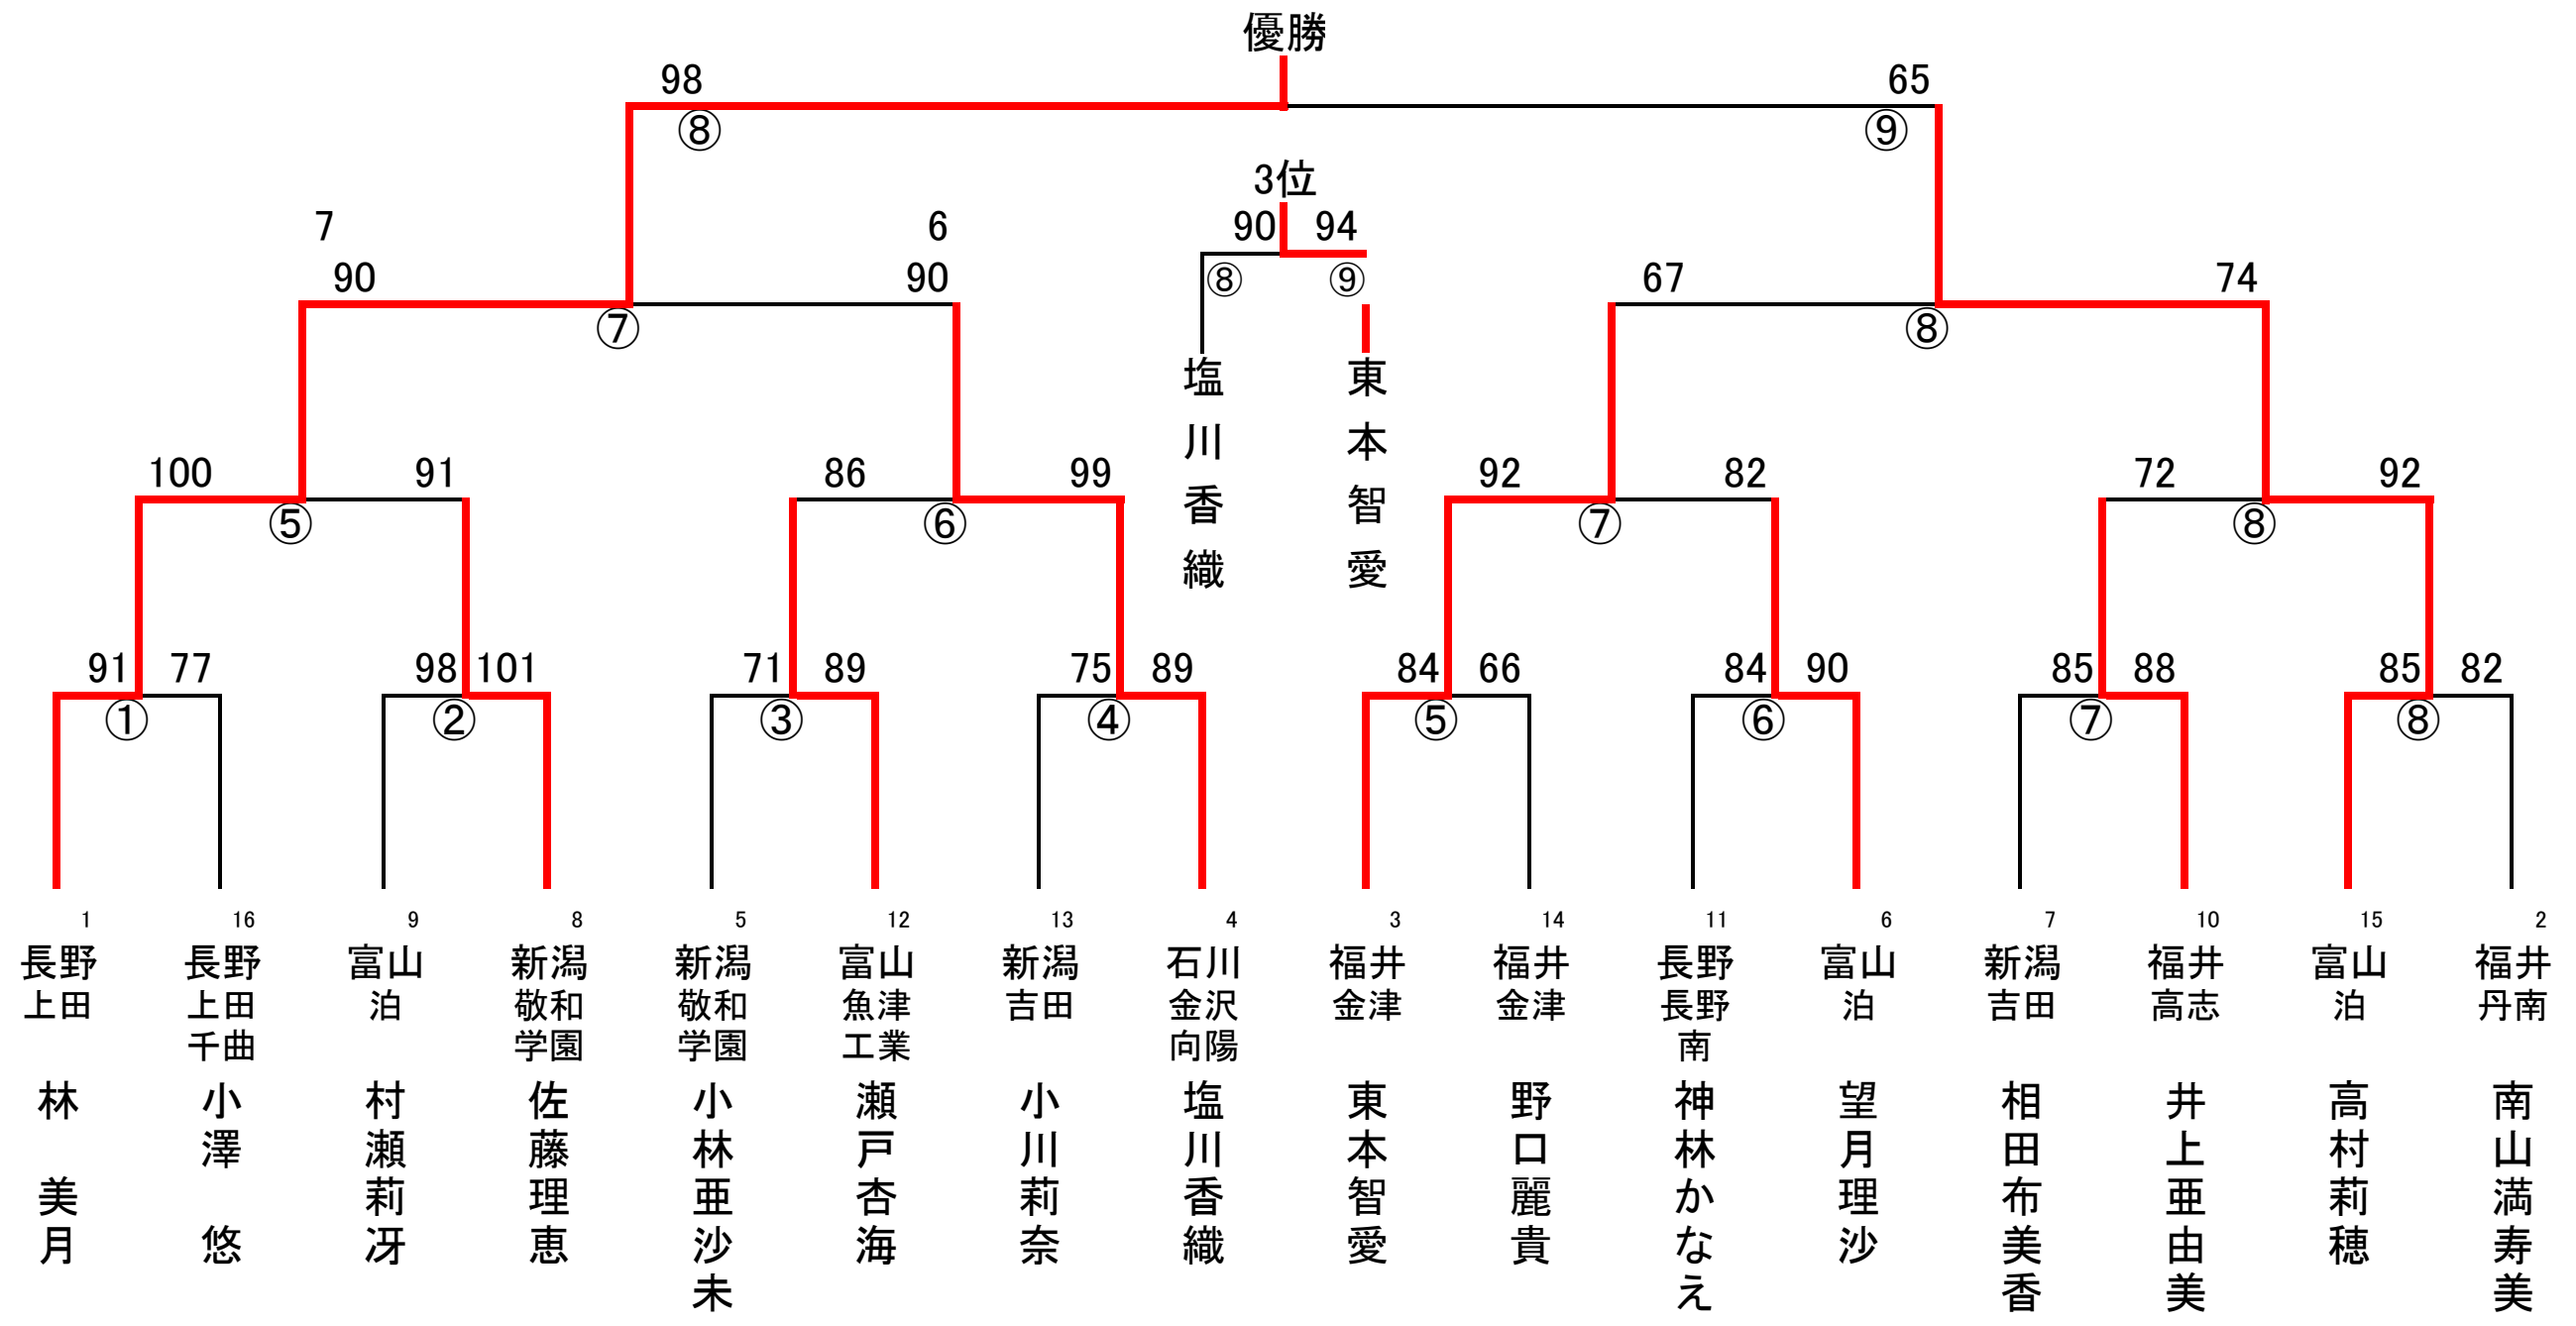 優勝
98
65
⑧
⑨
3位
7
6
90 94
90
90
⑧ ⑨
67
74
⑦
⑧
塩川香織
東本智愛
100
91
86
99
92
82
72
92
⑤
⑥
⑦
⑧
91 77
98 101
71 89
75 89
84 66
84 90
85 88
85 82
①
②
③
④
⑤
⑥
⑦
⑧
1
長野
上田
林 美月
16
長野
上田
千曲
小澤 悠
9
富山
泊
村瀬莉冴
8
新潟
敬和
学園
佐藤理恵
5
新潟
敬和
学園
小林亜沙未
12
富山
魚津
工業
瀬戸杏海
13
新潟
吉田
小川莉奈
4
石川
金沢
向陽
塩川香織
3
福井
金津
東本智愛
14
福井
金津
野口麗貴
11
長野
長野
南
神林かなえ
6
富山
泊
望月理沙
7
新潟
吉田
相田布美香
10
福井
高志
井上亜由美
15
富山
泊
高村莉穂
2
福井
丹南
南山満寿美